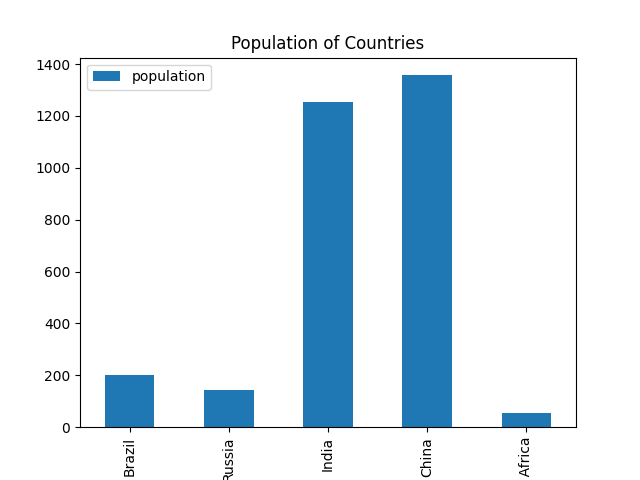 Population of Countries
population
1400
1200
1000
800
600
400
200
0
Brazil
Russia
India
China
Africa